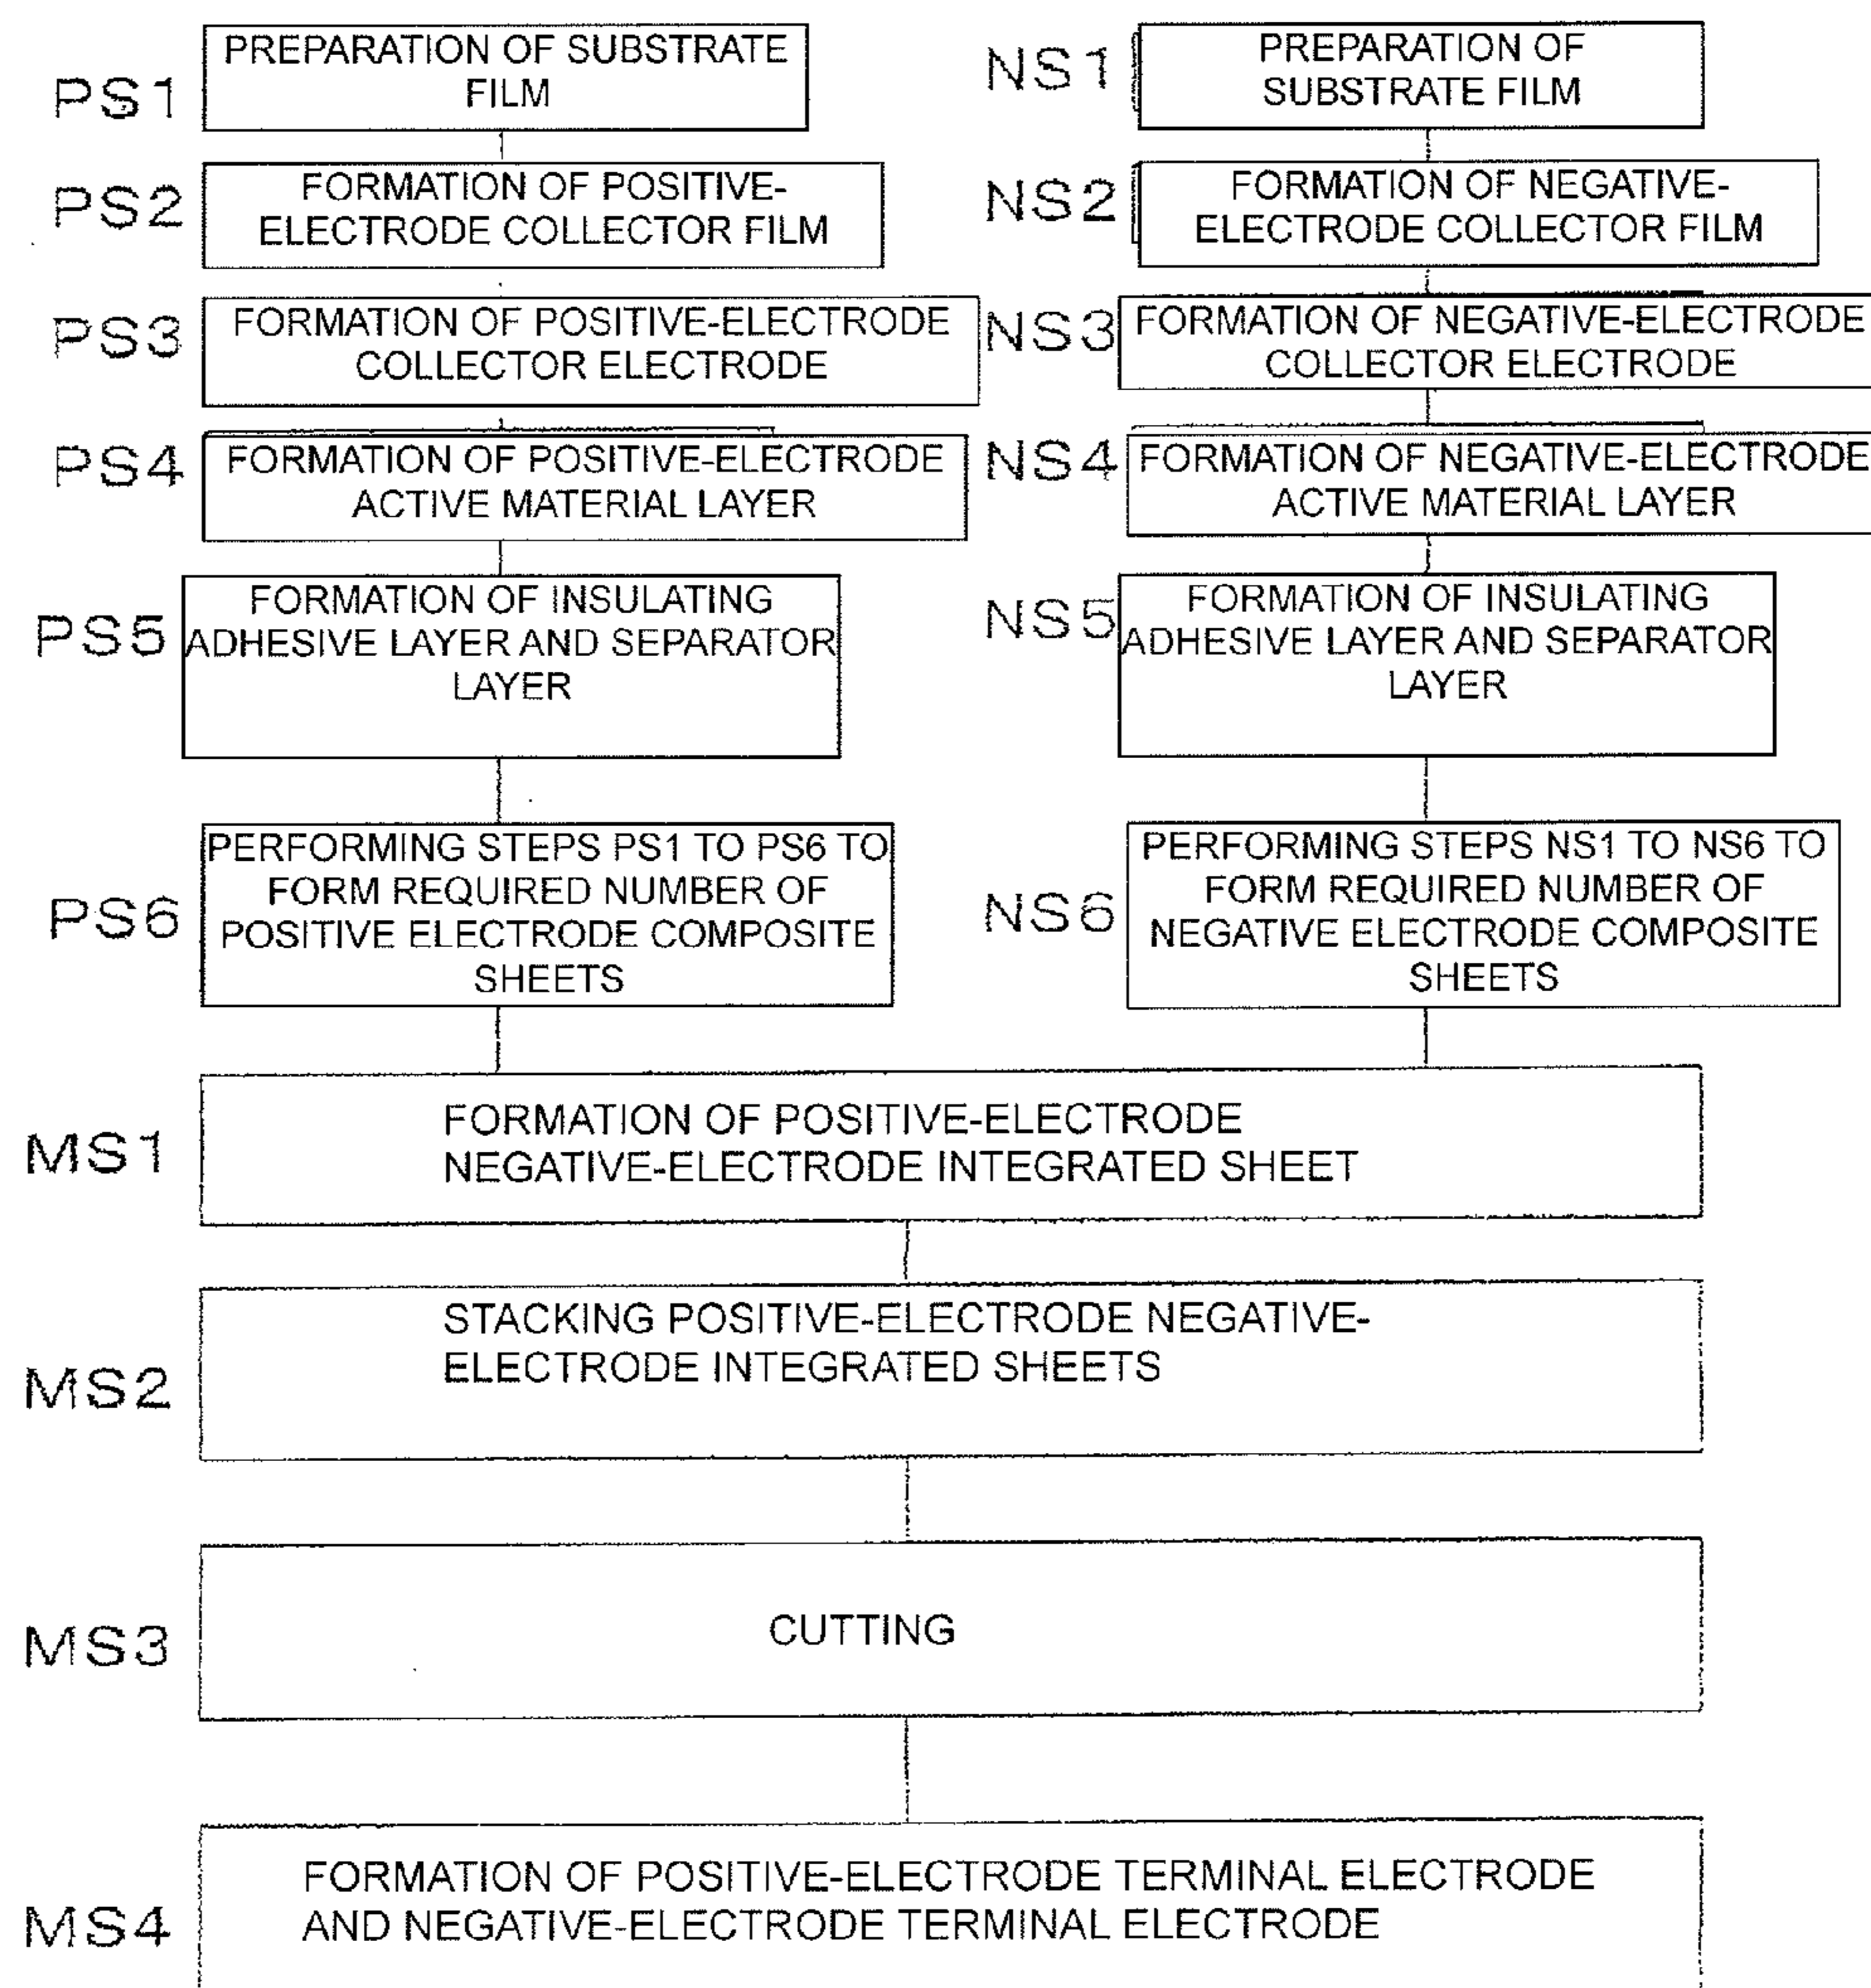 PS1
PREPARATION OF SUBSTRATE
FILM
PS2
FORMATION OF POSITIVE-
ELECTRODE COLLECTOR FILM
PS3
FORMATION OF POSITIVE-ELECTRODE
COLLECTOR ELECTRODE
PS4
FORMATION OF POSITIVE-ELECTRODE
ACTIVE MATERIAL LAYER
PS5
FORMATION OF INSULATING
ADHESIVE LAYER AND SEPARATOR
LAYER
PS6
PERFORMING STEPS PS1 TO PS6 TO
FORM REQUIRED NUMBER OF
POSITIVE ELECTRODE COMPOSITE
SHEETS
NS1
PREPARATION OF
SUBSTRATE FILM
NS2
FORMATION OF NEGATIVE-
ELECTRODE COLLECTOR FILM
NS3
FORMATION OF NEGATIVE-ELECTRODE
COLLECTOR ELECTRODE
NS4
FORMATION OF NEGATIVE-ELECTRODE
ACTIVE MATERIAL LAYER
NS5
FORMATION OF INSULATING
ADHESIVE LAYER AND SEPARATOR
LAYER
NS6
PERFORMING STEPS NS1 TO NS6 TO
FORM REQUIRED NUMBER OF
NEGATIVE ELECTRODE COMPOSITE
SHEETS
MS1
FORMATION OF POSITIVE-ELECTRODE
NEGATIVE-ELECTRODE INTEGRATED SHEET
MS2
STACKING POSITIVE-ELECTRODE NEGATIVE-
ELECTRODE INTEGRATED SHEETS
MS3
CUTTING
MS4
FORMATION OF POSITIVE-ELECTRODE TERMINAL ELECTRODE
AND NEGATIVE-ELECTRODE TERMINAL ELECTRODE